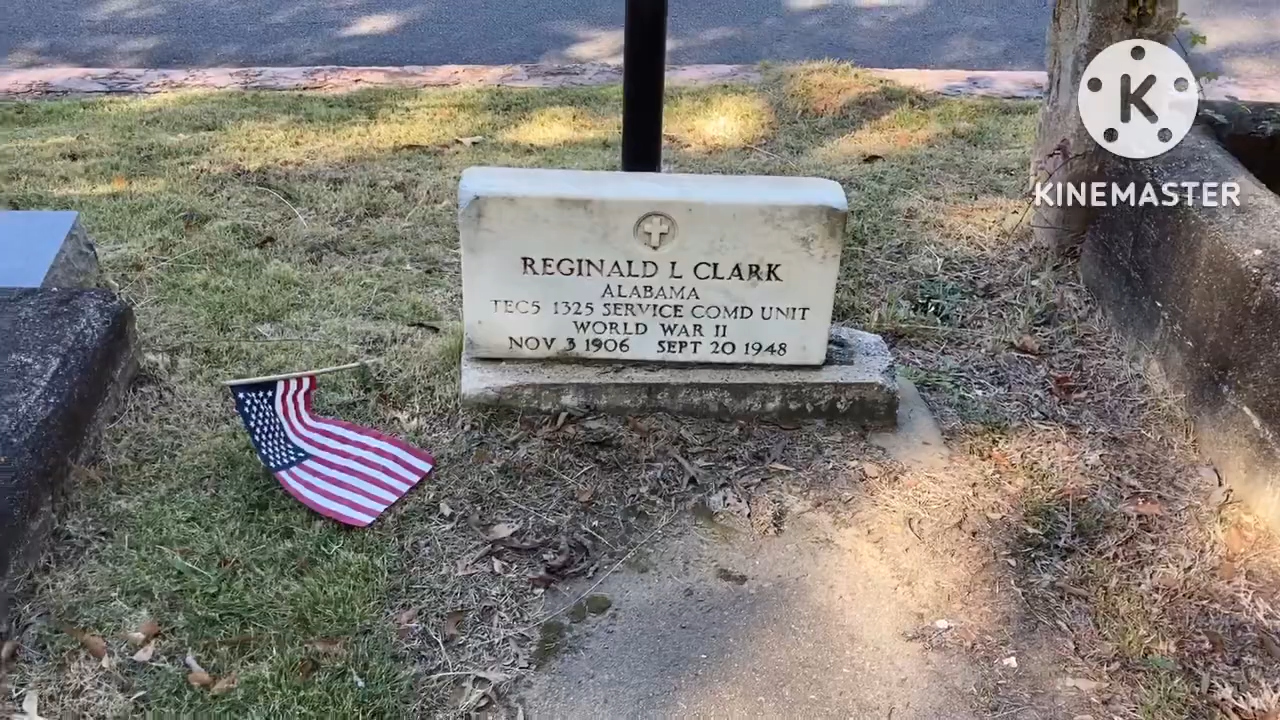 K
KINEMASTER
REGINALD L CLARK
ALABAMA
TEC5 1325 SERVICE COMD UNIT
WORLD WAR II
NOV 3 1906 SEPT 20 1948